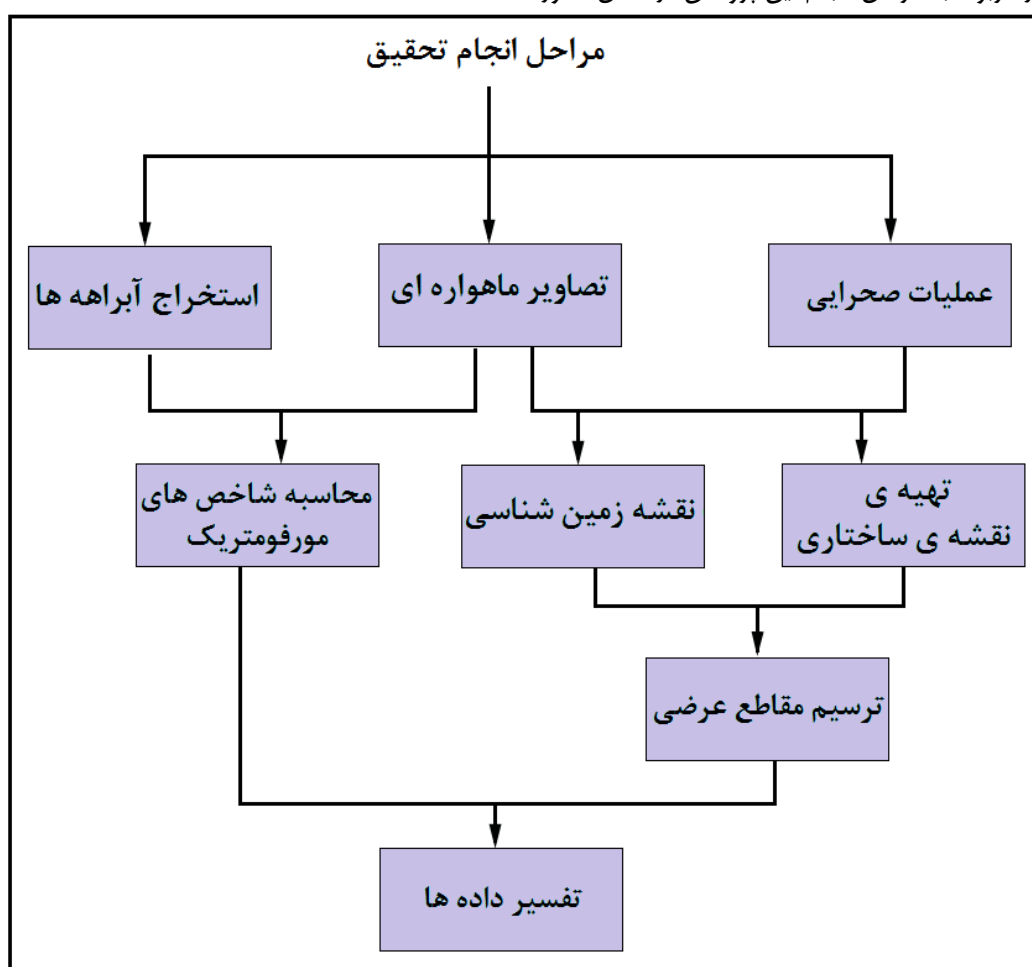 مراحل انجام تحقیق
عملیات صحرایی
تصاویر ماهواره ای
استخراج آبراهه ها
تهیه ی
نقشه ی ساختاری
نقشه زمین شناسی
محاسبه شاخص های
مورفومتریک
ترسیم مقاطع عرضی
تفسیر داده ها